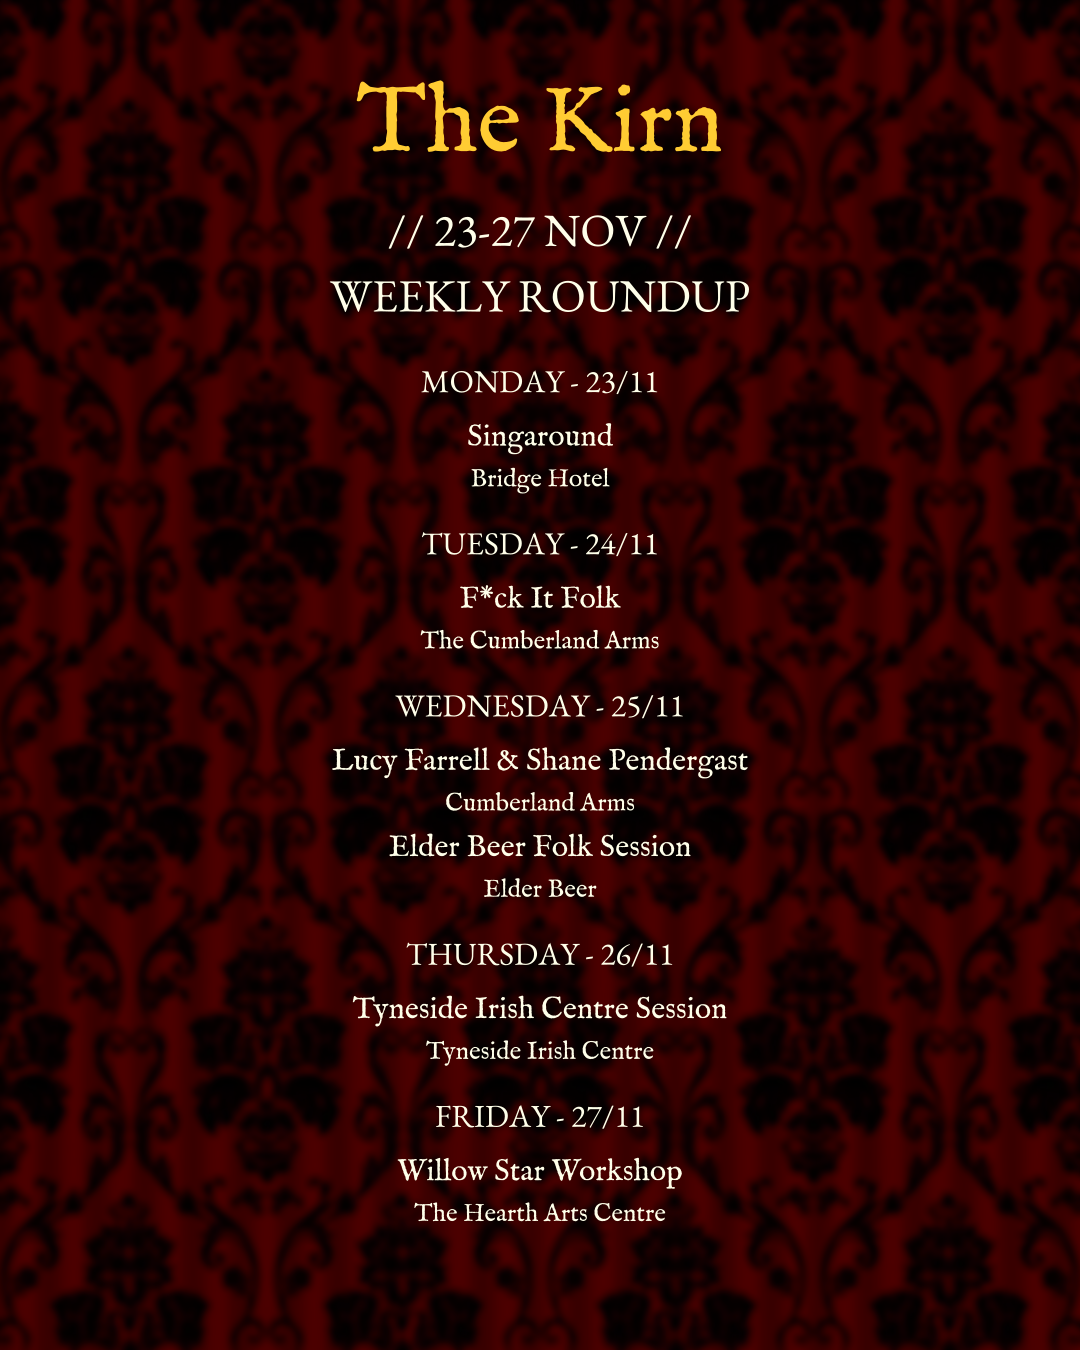 The Kirn
// 23-27 NOV //
WEEKLY ROUNDUP
MONDAY - 23/11
Singaround
Bridge Hotel
TUESDAY - 24/11
F*ck It Folk
The Cumberland Arms
WEDNESDAY - 25/11
Lucy Farrell & Shane Pendergast
Cumberland Arms
Elder Beer Folk Session
Elder Beer
THURSDAY - 26/11
Tyneside Irish Centre Session
Tyneside Irish Centre
FRIDAY - 27/11
Willow Star Workshop
The Hearth Arts Centre